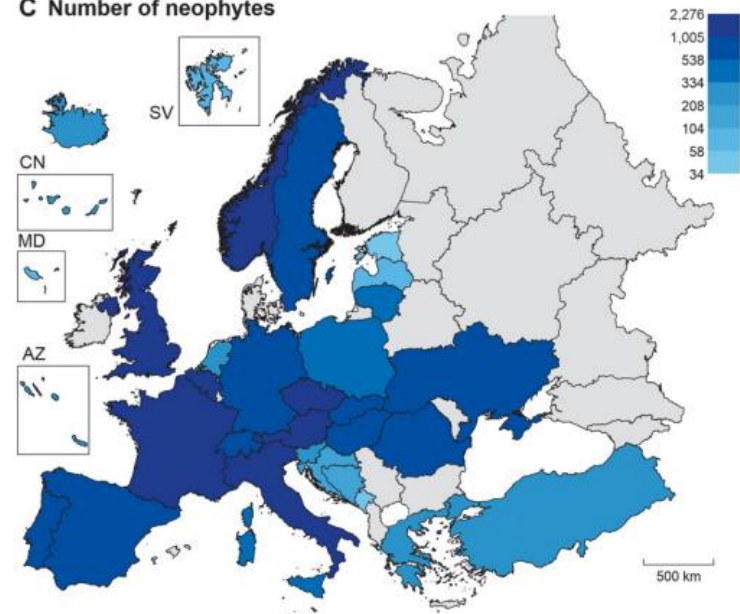 C Number of neophytes
2,276
1,005
538
334
208
104
58
34
SV
CN
MD
AZ
500 km